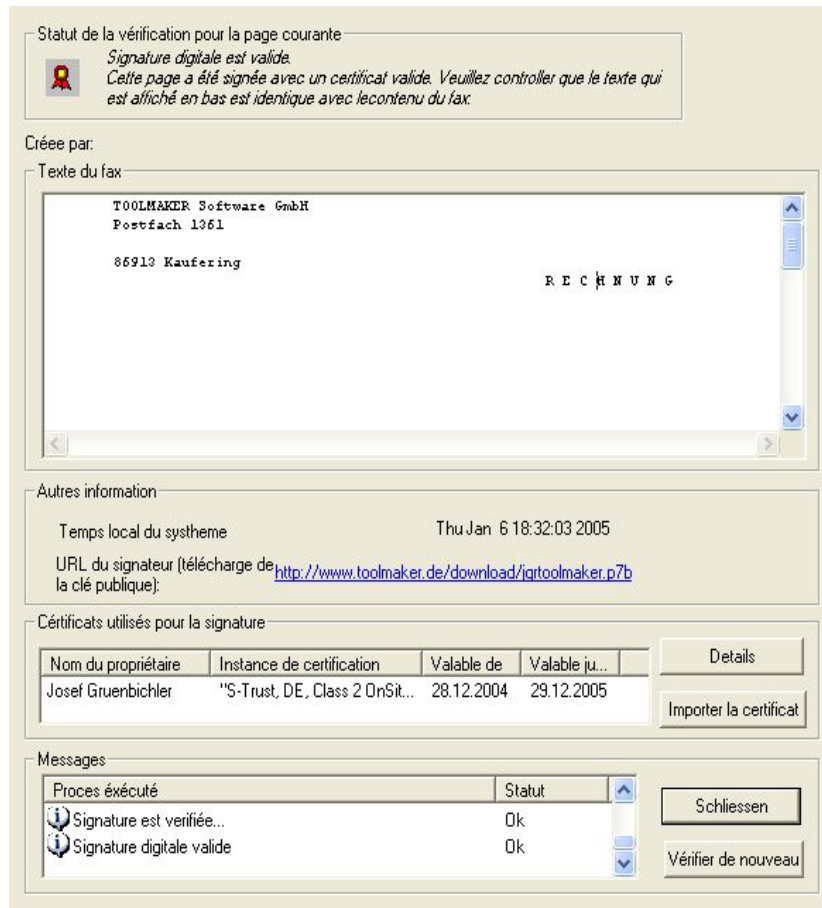 Statut de la vérification pour la page courante
Signature digitale est valide.
Cette page a été signée avec un certificat valide. Veuillez controller que le texte qui
est affiché en bas est identique avec lecontenu du fax.
Créee par:
Texte du fax
TOOLMAKER Software GmbH
Postfach 1361
86913 Kaufering
R E C H N U N G
Autres information
Temps local du systheme Thu Jan 6 18:32:03 2005
URL du signateur (télécharge de
la clé publique): http://www.toolmaker.de/download/jqrtoolmaker.p7b
Cértificats utilisés pour la signature
Nom du propriétaire Instance de certification Valable de Valable ju...
Josef Gruenbichler "S-Trust, DE, Class 2 OnSit... 28.12.2004 29.12.2005
Details
Importer la certificat
Messages
Proces éxécuté Statut
Signature est verifiée... Ok
Signature digitale valide Ok
Schliessen
Vérifier de nouveau